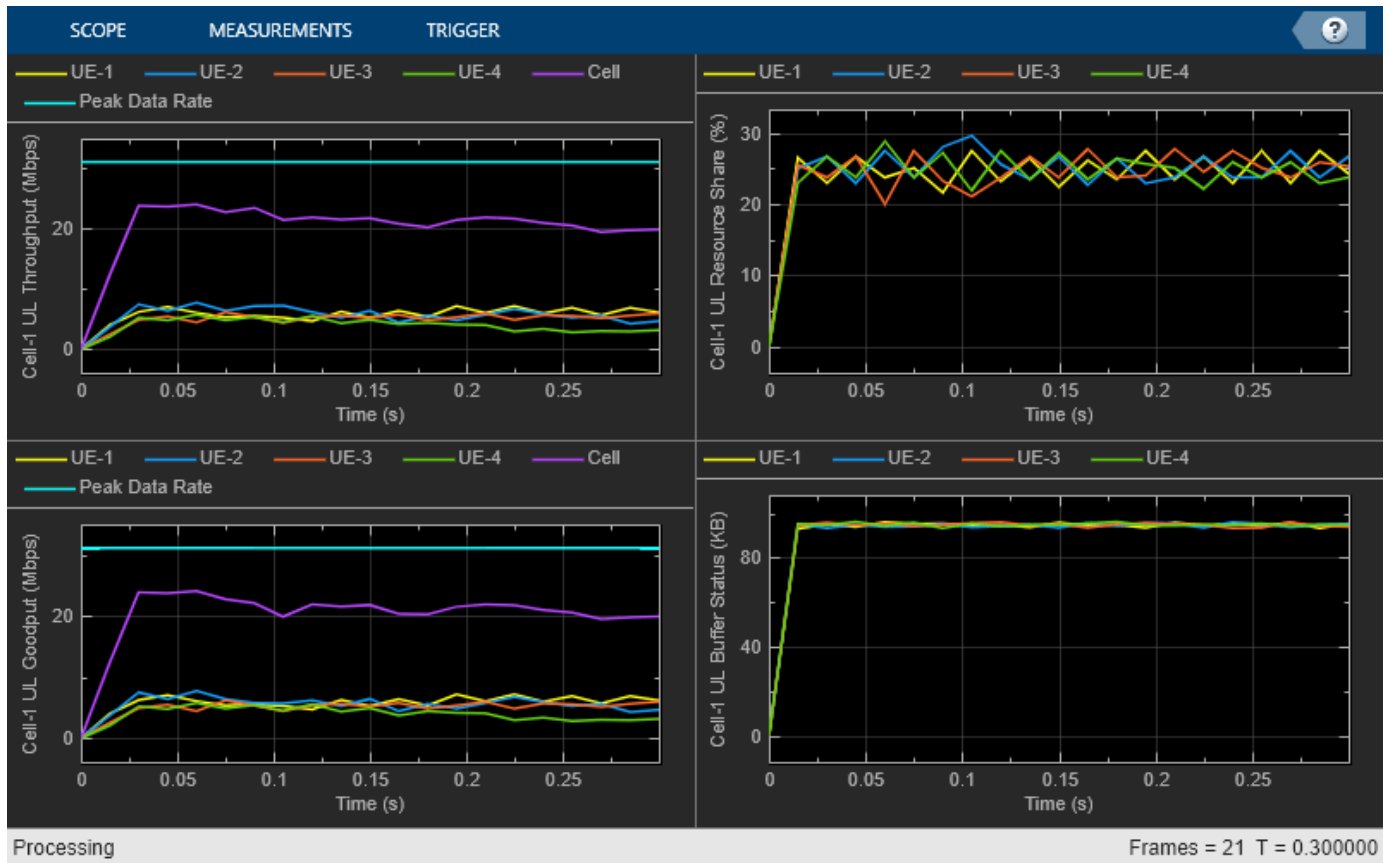 SCOPE MEASUREMENTS TRIGGER ?
UE-1 UE-2 UE-3 UE-4 Cell
Peak Data Rate
Cell-1 UL Throughput (Mbps)
20
0
0 0.05 0.1 0.15 0.2 0.25
Time (s)
UE-1 UE-2 UE-3 UE-4
Cell-1 UL Resource Share (%)
30
20
10
0
0 0.05 0.1 0.15 0.2 0.25
Time (s)
UE-1 UE-2 UE-3 UE-4 Cell
Peak Data Rate
Cell-1 UL Goodput (Mbps)
20
0
0 0.05 0.1 0.15 0.2 0.25
Time (s)
UE-1 UE-2 UE-3 UE-4
Cell-1 UL Buffer Status (KB)
80
40
0
0 0.05 0.1 0.15 0.2 0.25
Time (s)
Processing Frames = 21 T = 0.300000